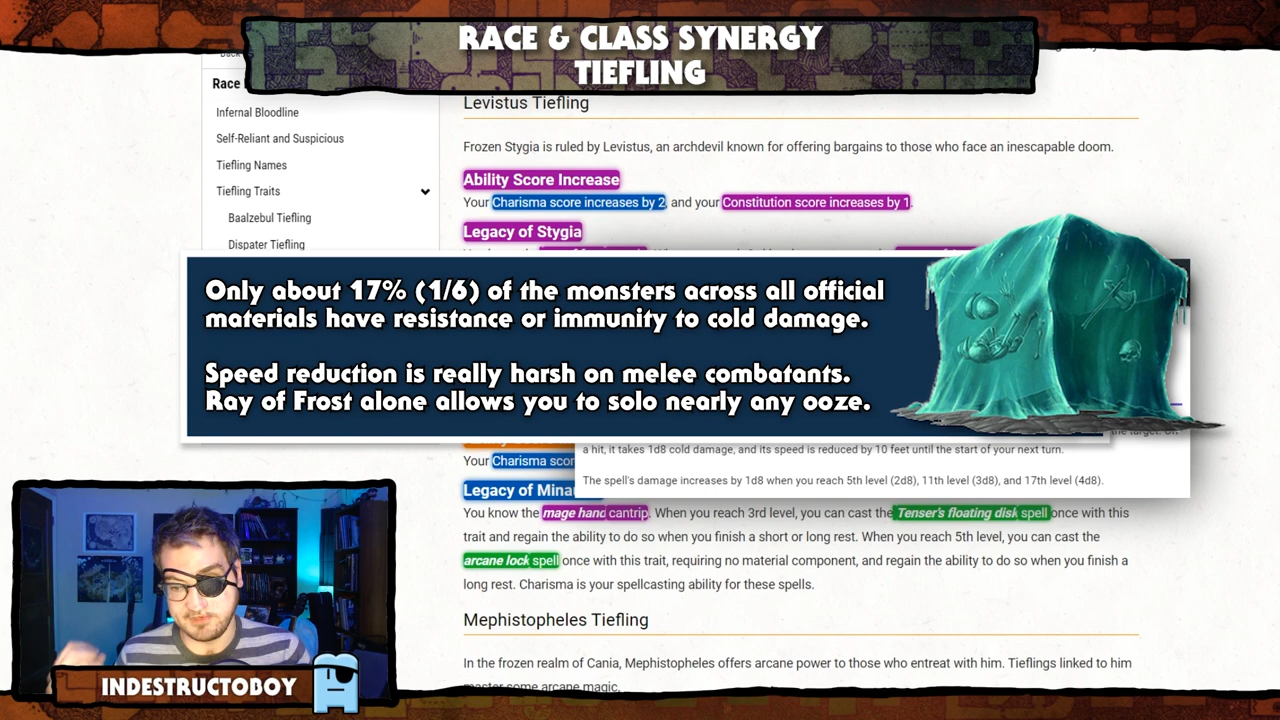 RACE & CLASS SYNERGY
TIEFLING
Race
Infernal Bloodline
Self-Reliant and Suspicious
Tiefling Names
Tiefling Traits
Baalzebul Tiefling
Dispater Tiefling
Levistus Tiefling
Frozen Stygia is ruled by Levistus, an archdevil known for offering bargains to those who face an inescapable doom.
Ability Score Increase
Your Charisma score increases by 2, and your Constitution score increases by 1.
Legacy of Stygia
Only about 17% (1/6) of the monsters across all official
materials have resistance or immunity to cold damage.
Speed reduction is really harsh on melee combatants.
Ray of Frost alone allows you to solo nearly any ooze.
the target. On
a hit, it takes 1d8 cold damage, and its speed is reduced by 10 feet until the start of your next turn.
The spell's damage increases by 1d8 when you reach 5th level (2d8), 11th level (3d8), and 17th level (4d8).
Your Charisma scor
Legacy of Minau
You know the mage hand cantrip. When you reach 3rd level, you can cast the Tenser's floating disk spell once with this
trait and regain the ability to do so when you finish a short or long rest. When you reach 5th level, you can cast the
arcane lock spell once with this trait, requiring no material component, and regain the ability to do so when you finish a
long rest. Charisma is your spellcasting ability for these spells.
Mephistopheles Tiefling
In the frozen realm of Cania, Mephistopheles offers arcane power to those who entreat with him. Tieflings linked to him
master some arcane magic.
INDESTRUCTOBOY